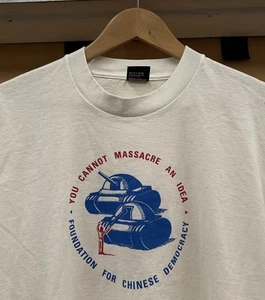 • YOU CANNOT MASSACRE AN IDEA •
FOUNDATION FOR CHINESE DEMOCRACY